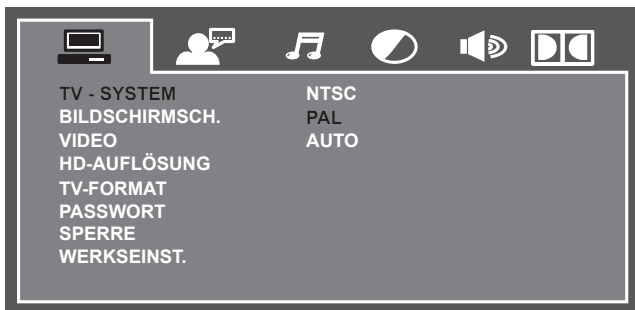 TV - SYSTEM NTSC
BILDSCHIRMSCH. PAL
VIDEO AUTO
HD-AUFLÖSUNG
TV-FORMAT
PASSWORT
SPERRE
WERKSEINST.